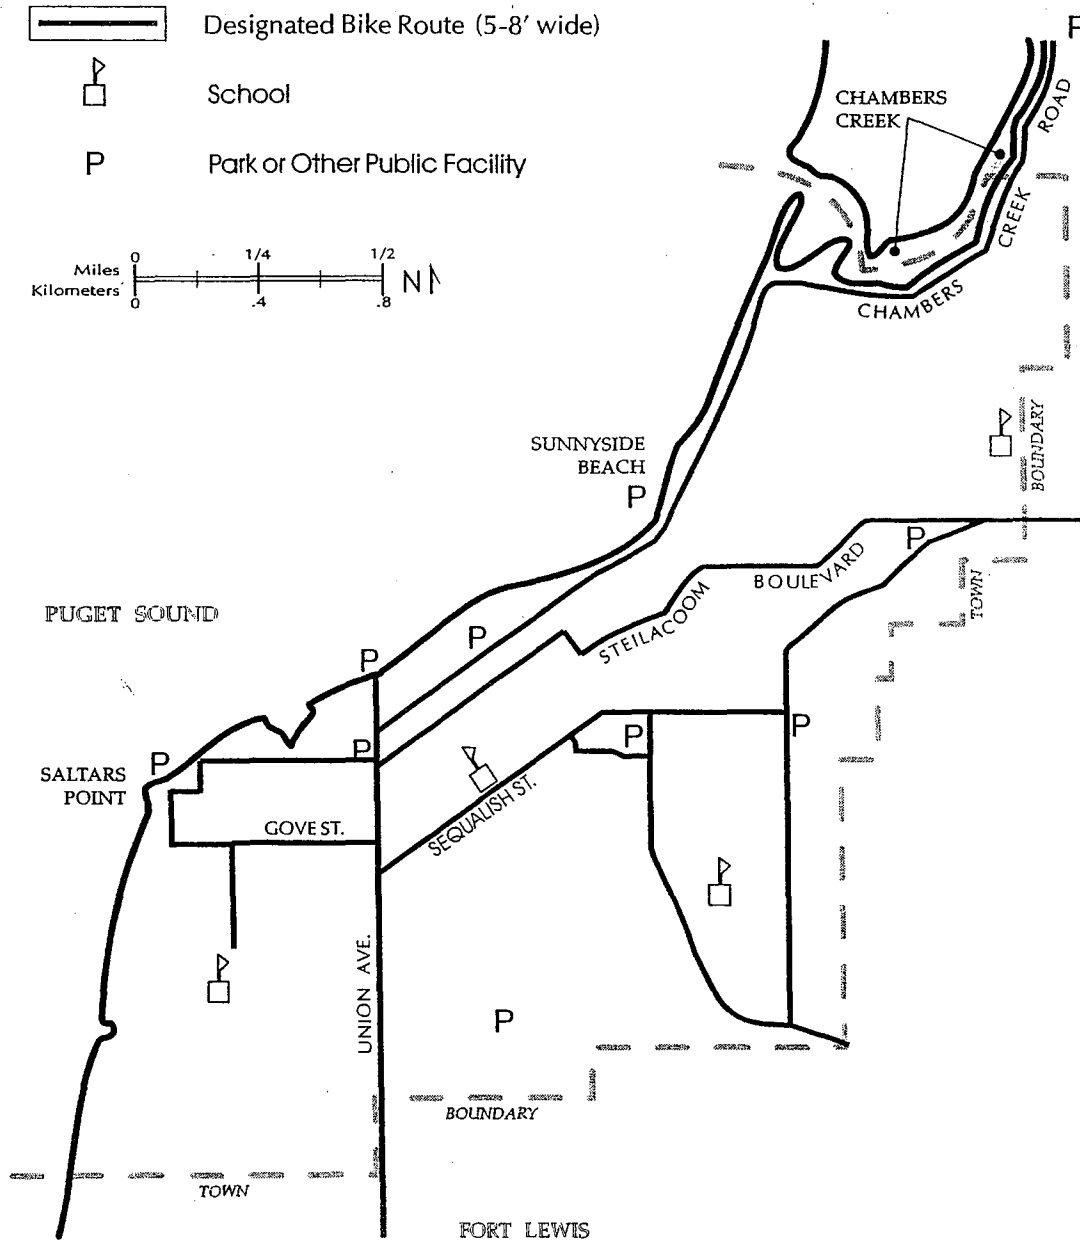 Designated Bike Route (5-8' wide)
School
P
Park or Other Public Facility
0
1/4
1/2
Miles
Kilometers
0
.4
.8
N
P
CHAMBERS
CREEK
ROAD
CREEK
CHAMBERS
SUNNYSIDE
BEACH
P
BOUNDARY
P
BOULEVARD
TOWN
STEILACOOM
PUGET SOUND
P
P
P
P
P
P
SALTARS
POINT
GOVE ST.
SEQUALISH ST.
UNION AVE.
P
BOUNDARY
TOWN
FORT LEWIS